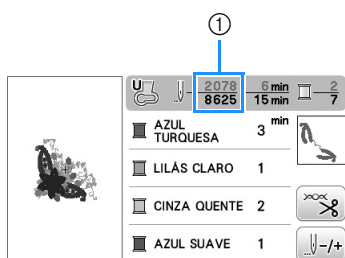 ①
U 2078 6 min 2
8625 15 min 7
AZUL TURQUESA 3 min
LILÁS CLARO 1
CINZA QUENTE 2
AZUL SUAVE 1
-/+